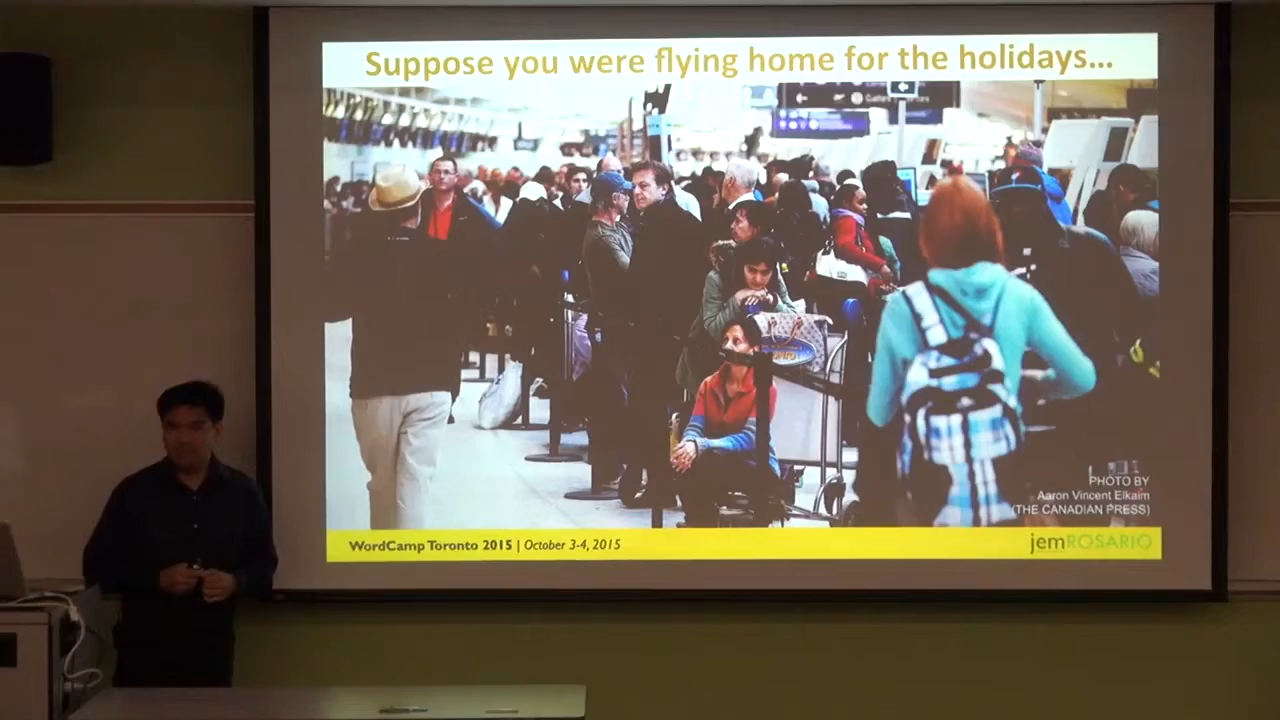 Suppose you were flying home for the holidays...
PHOTO BY
Aaron Vincent Elkaim
(THE CANADIAN PRESS)
WordCamp Toronto 2015 | October 3-4, 2015
jemROSARIO